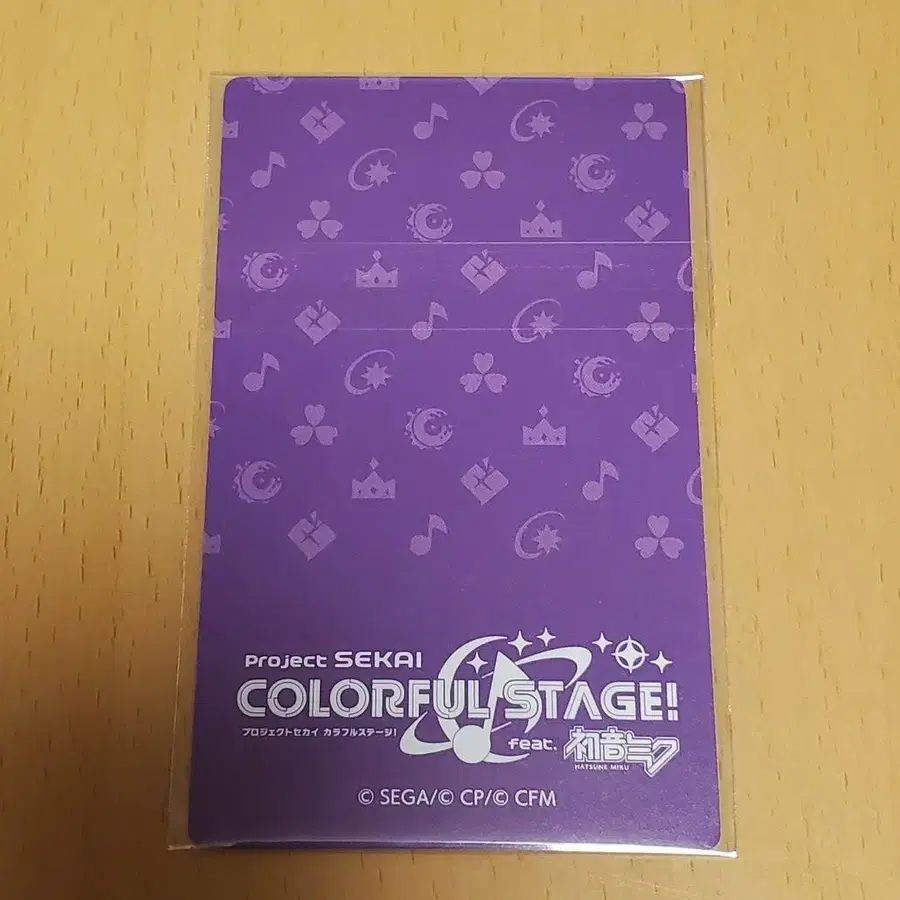 Project SEKAI
COLORFUL STAGE!
プロジェクトセカイ カラフルステージ!
feat. 初音ミク
HATSUNE MIKU
© SEGA/© CP/© CFM